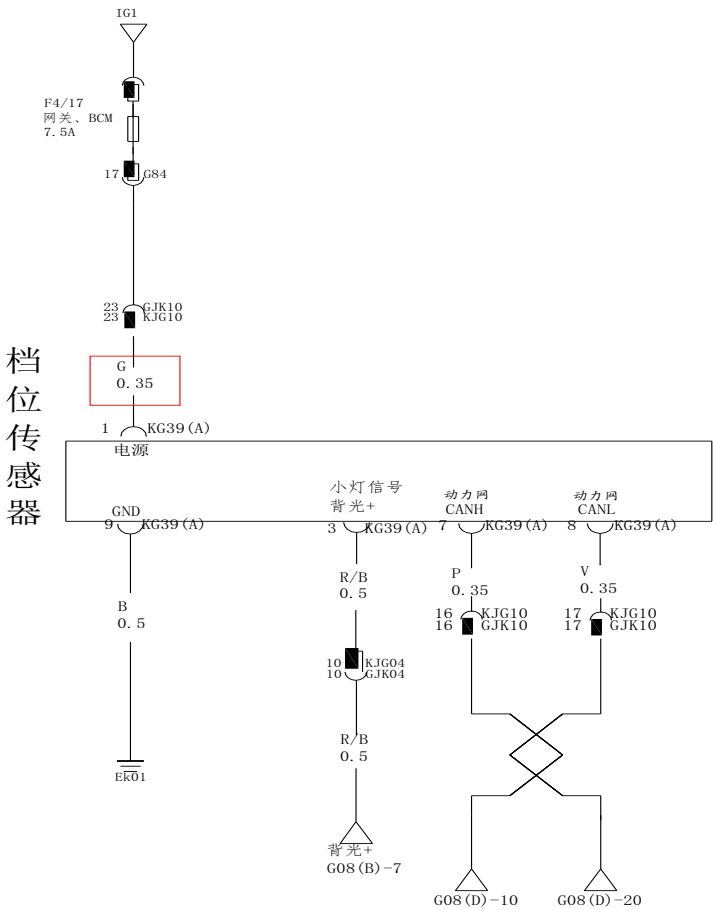 IG1
F4/17
网关、BCM
7.5A
17 G84
23 GJK10
23 KJG10
G
0.35
1 KG39(A)
电源
档位传感器
小灯信号
背光+
动力网
CANH
动力网
CANL
GND
9 KG39(A)
3 KG39(A)
7 KG39(A)
8 KG39(A)
R/B
0.5
P
0.35
V
0.35
B
0.5
16 KJG10
16 GJK10
17 KJG10
17 GJK10
10 KJG04
10 GJK04
R/B
0.5
Ek01
背光+
G08(B)-7
G08(D)-10
G08(D)-20